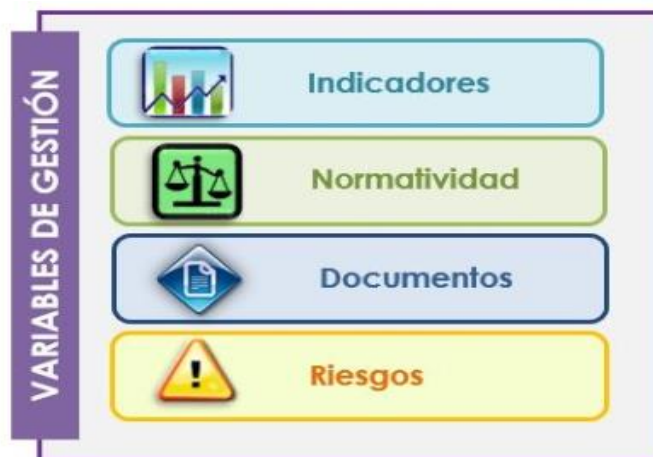 VARIABLES DE GESTIÓN
Indicadores
Normatividad
Documentos
Riesgos